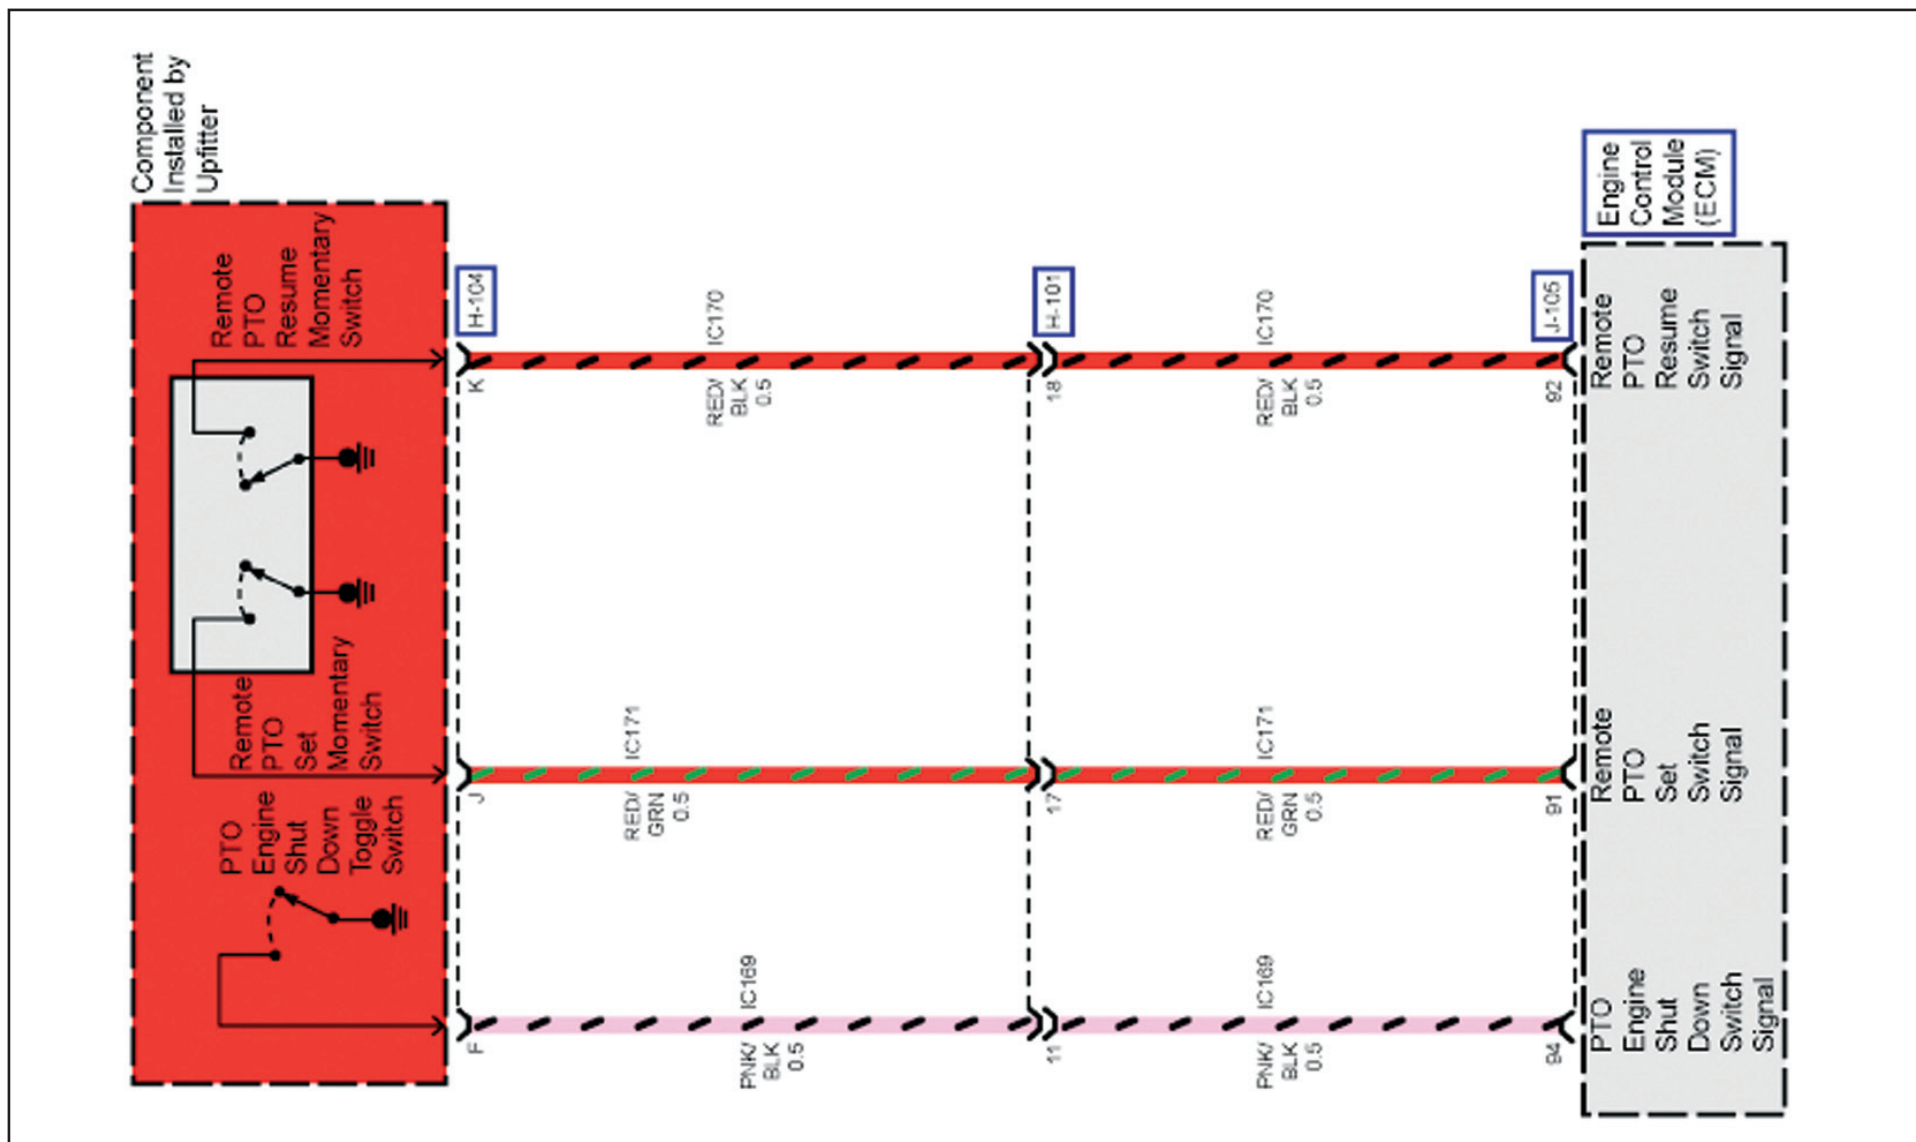 Component
Installed by
Upfitter
Remote
PTO
Resume
Momentary
Switch
Remote
PTO
Set
Momentary
Switch
PTO
Engine
Shut
Down
Toggle
Switch
H-104
K
J
F
IC170
RED/
BLK
0.5
IC171
RED/
GRN
0.5
IC169
PNK/
BLK
0.5
H-101
18
17
11
IC170
RED/
BLK
0.5
IC171
RED/
GRN
0.5
IC169
PNK/
BLK
0.5
J-105
92
91
94
Engine
Control
Module
(ECM)
Remote
PTO
Resume
Switch
Signal
Remote
PTO
Set
Switch
Signal
PTO
Engine
Shut
Down
Switch
Signal